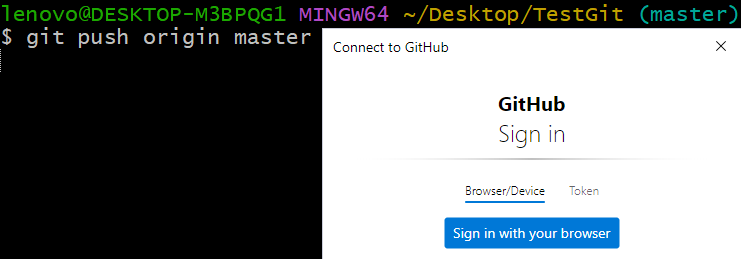 lenovo@DESKTOP-M3BPQG1 MINGW64 ~/Desktop/TestGit (master)
$ git push origin master
Connect to GitHub
GitHub
Sign in
Browser/Device Token
Sign in with your browser